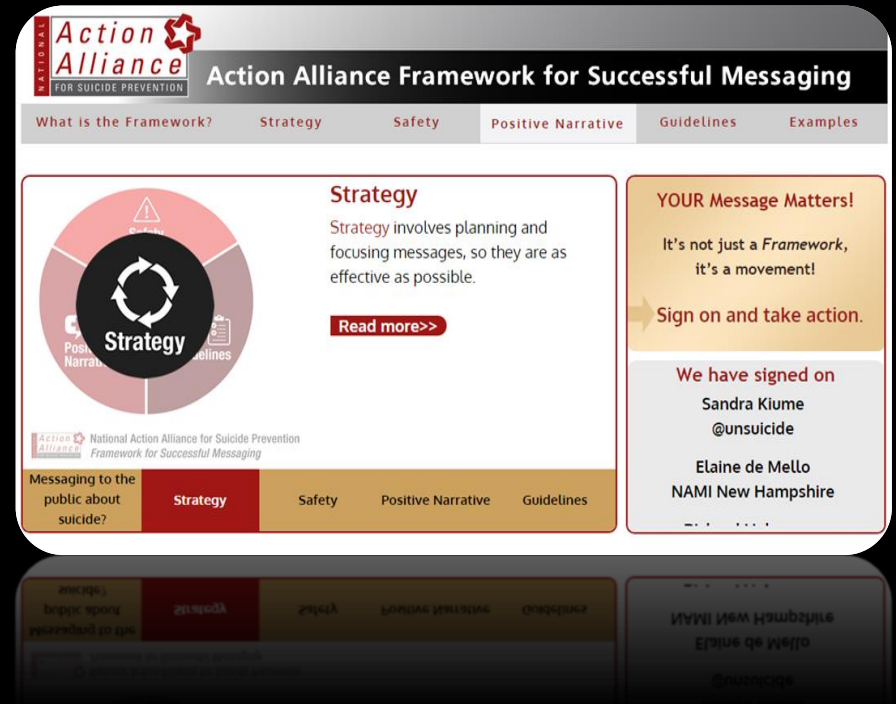 NATIONAL
Action
Alliance
FOR SUICIDE PREVENTION
Action Alliance Framework for Successful Messaging
What is the Framework? Strategy Safety Positive Narrative Guidelines Examples
Strategy
Strategy involves planning and
focusing messages, so they are as
effective as possible.
Read more>>
Safety
Strategy
National Action Alliance for Suicide Prevention
Framework for Successful Messaging
Action
Alliance
Messaging to the
public about
suicide?
Strategy Safety Positive Narrative Guidelines
YOUR Message Matters!
It's not just a Framework,
it's a movement!
Sign on and take action.
We have signed on
Sandra Kiume
@unsuicide
Elaine de Mello
NAMI New Hampshire